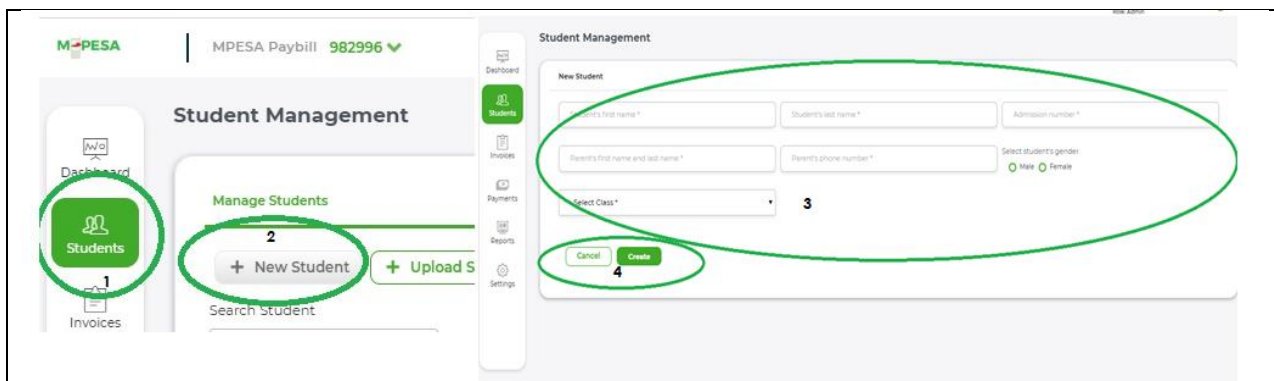 Role: Admin
M-PESA
MPESA Paybill 982996
Student Management
Dashboard
Students
1
Invoices
Manage Students
2
+ New Student
+ Upload S
Search Student
Student Management
Dashboard
Students
Invoices
Payments
Reports
Settings
New Student
Student's first name *
Student's last name *
Admission number *
Parent's first name and last name *
Parent's phone number *
Select student's gender
Male
Female
Select Class *
3
Cancel
Create
4